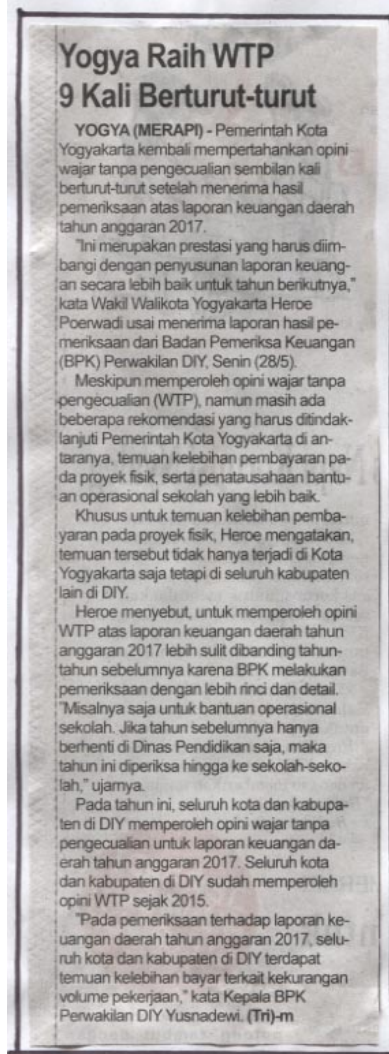 Yogya Raih WTP
9 Kali Berturut-turut
YOGYA (MERAPI) - Pemerintah Kota
Yogyakarta kembali mempertahankan opini
wajar tanpa pengecualian sembilan kali
berturut-turut setelah menerima hasil
pemeriksaan atas laporan keuangan daerah
tahun anggaran 2017.
"Ini merupakan prestasi yang harus diim-
bangi dengan penyusunan laporan keuang-
an secara lebih baik untuk tahun berikutnya,"
kata Wakil Walikota Yogyakarta Heroe
Poerwadi usai menerima laporan hasil pe-
meriksaan dari Badan Pemeriksa Keuangan
(BPK) Perwakilan DIY, Senin (28/5).
Meskipun memperoleh opini wajar tanpa
pengecualian (WTP), namun masih ada
beberapa rekomendasi yang harus ditindak-
lanjuti Pemerintah Kota Yogyakarta di an-
taranya, temuan kelebihan pembayaran pa-
da proyek fisik, serta penatausahaan bantu-
an operasional sekolah yang lebih baik.
Khusus untuk temuan kelebihan pemba-
yaran pada proyek fisik, Heroe mengatakan,
temuan tersebut tidak hanya terjadi di Kota
Yogyakarta saja tetapi di seluruh kabupaten
lain di DIY.
Heroe menyebut, untuk memperoleh opini
WTP atas laporan keuangan daerah tahun
anggaran 2017 lebih sulit dibanding tahun-
tahun sebelumnya karena BPK melakukan
pemeriksaan dengan lebih rinci dan detail.
"Misalnya saja untuk bantuan operasional
sekolah. Jika tahun sebelumnya hanya
berhenti di Dinas Pendidikan saja, maka
tahun ini diperiksa hingga ke sekolah-seko-
lah," ujarnya.
Pada tahun ini, seluruh kota dan kabupa-
ten di DIY memperoleh opini wajar tanpa
pengecualian untuk laporan keuangan da-
erah tahun anggaran 2017. Seluruh kota
dan kabupaten di DIY sudah memperoleh
opini WTP sejak 2015.
"Pada pemeriksaan terhadap laporan ke-
uangan daerah tahun anggaran 2017, selu-
ruh kota dan kabupaten di DIY terdapat
temuan kelebihan bayar terkait kekurangan
volume pekerjaan," kata Kepala BPK
Perwakilan DIY Yusnadewi. (Tri)-m